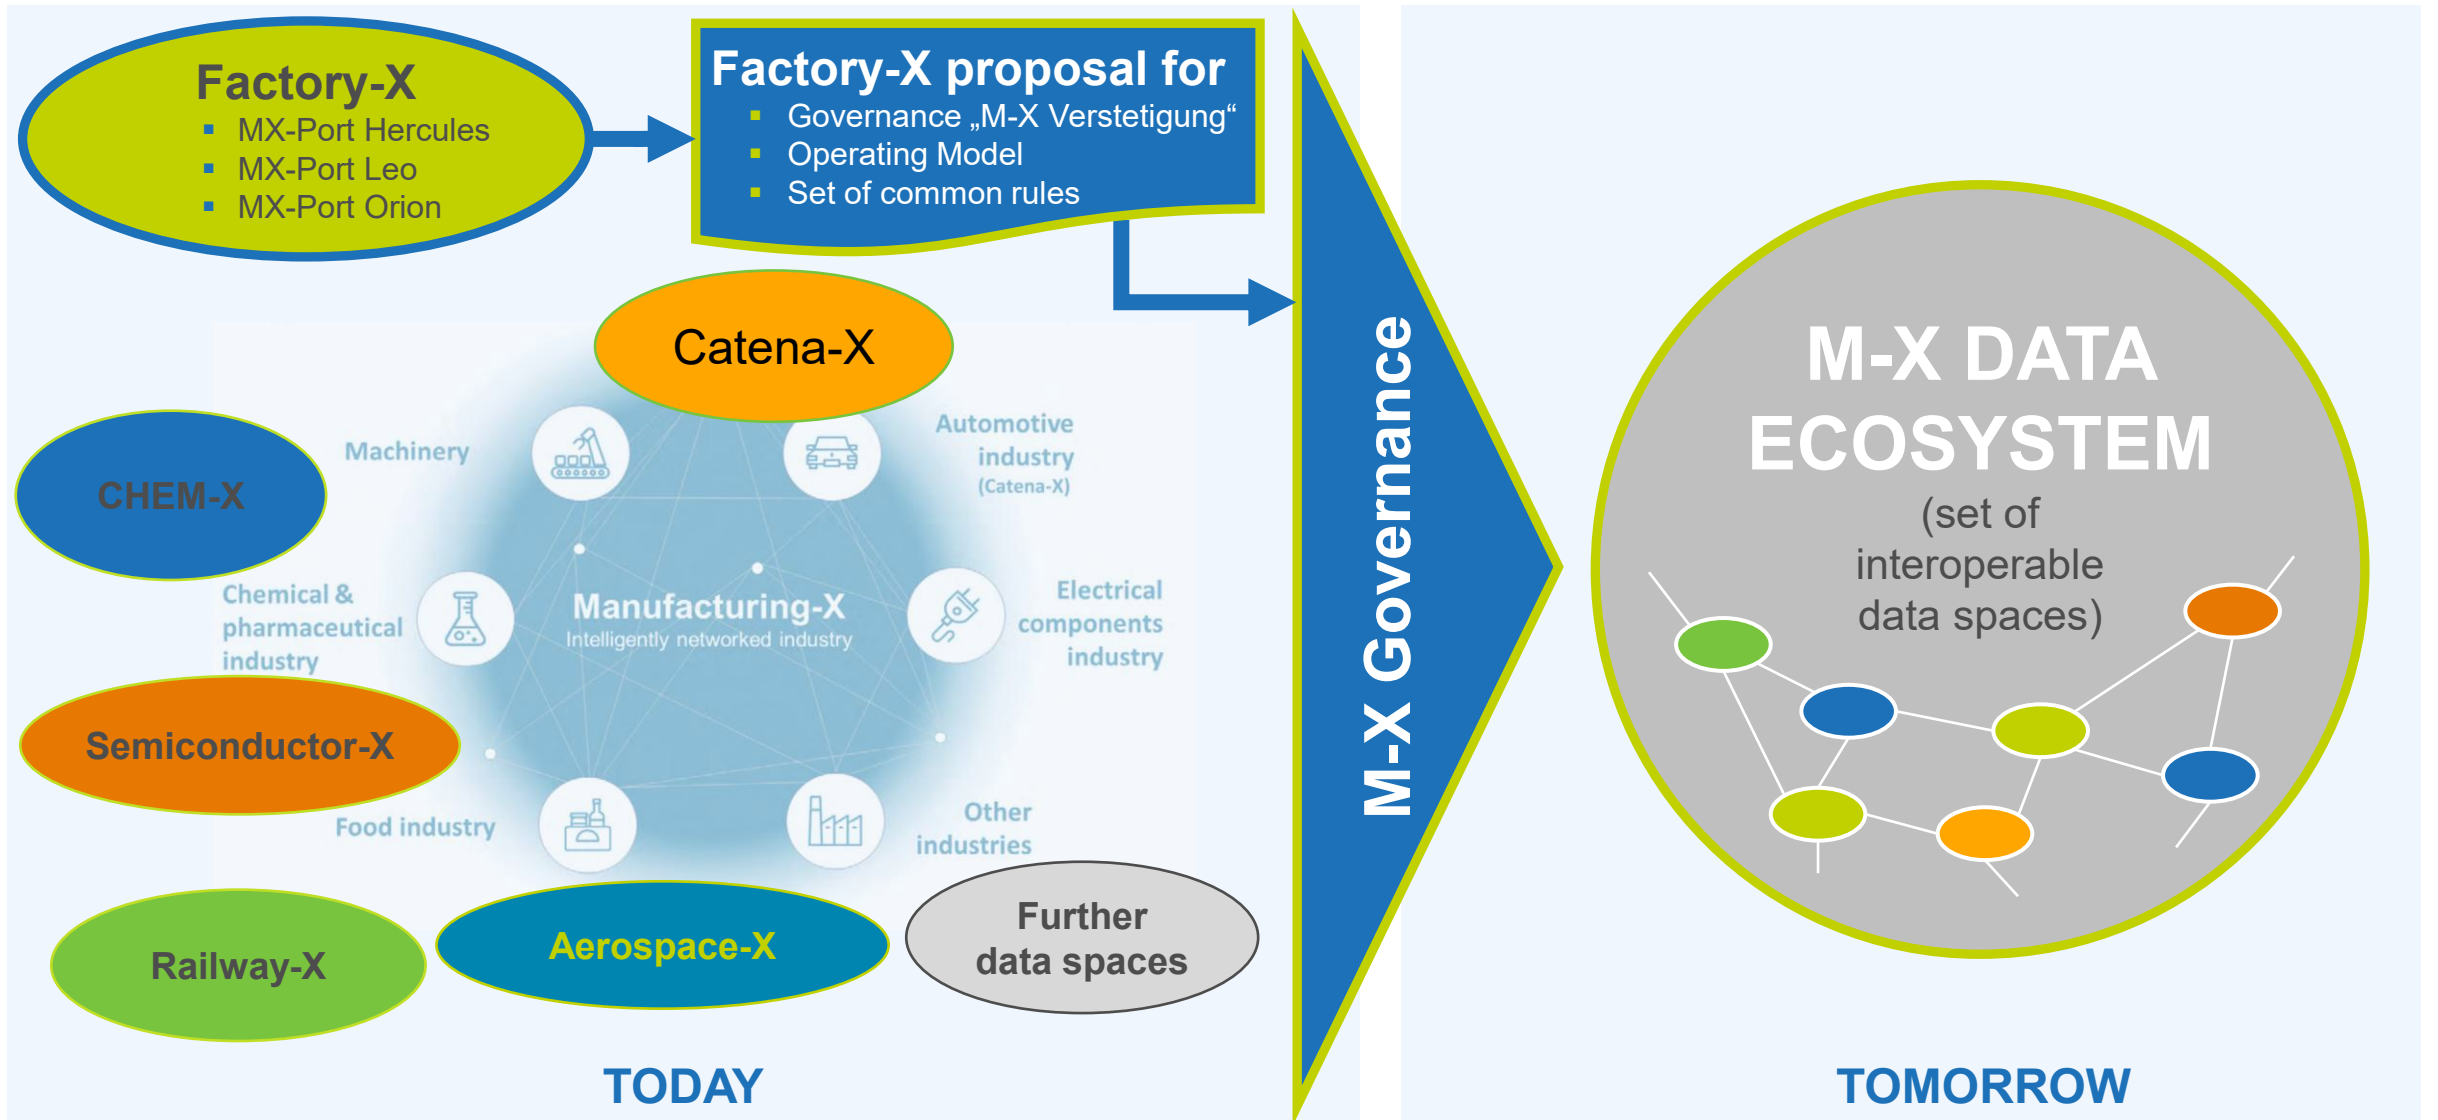 Factory-X
▪ MX-Port Hercules
▪ MX-Port Leo
▪ MX-Port Orion
Factory-X proposal for
▪ Governance „M-X Verstetigung“
▪ Operating Model
▪ Set of common rules
Catena-X
CHEM-X
Machinery
Automotive
industry
(Catena-X)
Chemical &
pharmaceutical
industry
Manufacturing-X
Intelligently networked industry
Electrical
components
industry
Semiconductor-X
Food industry
Other
industries
Railway-X
Aerospace-X
Further
data spaces
TODAY
M-X Governance
M-X DATA
ECOSYSTEM
(set of
interoperable
data spaces)
TOMORROW